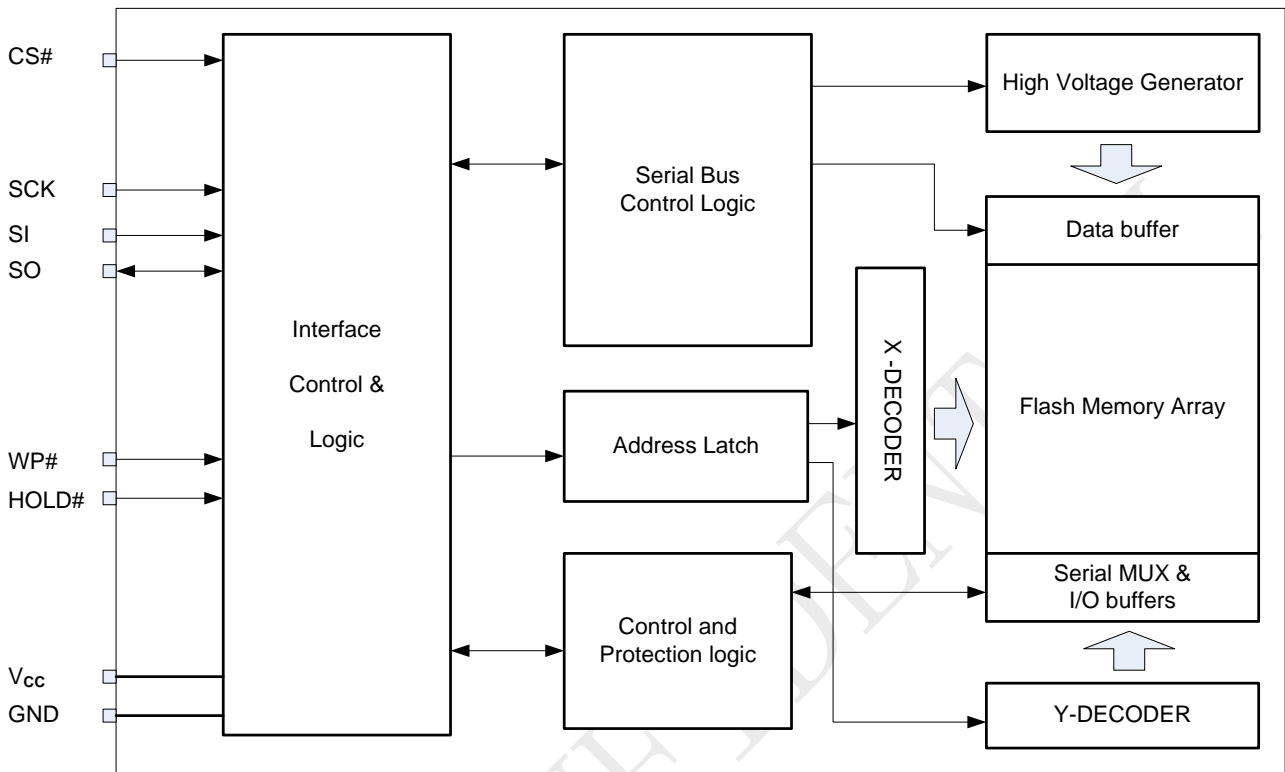 CS#
SCK
SI
SO
WP#
HOLD#
Vcc
GND
Interface
Control &
Logic
Serial Bus
Control Logic
Address Latch
Control and
Protection logic
X-DECODER
High Voltage Generator
Data buffer
Flash Memory Array
Serial MUX &
I/O buffers
Y-DECODER